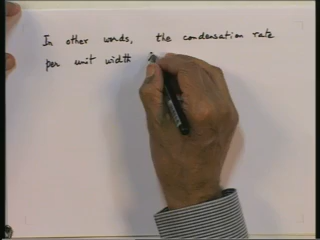 In other words, the condensation rate
per unit width